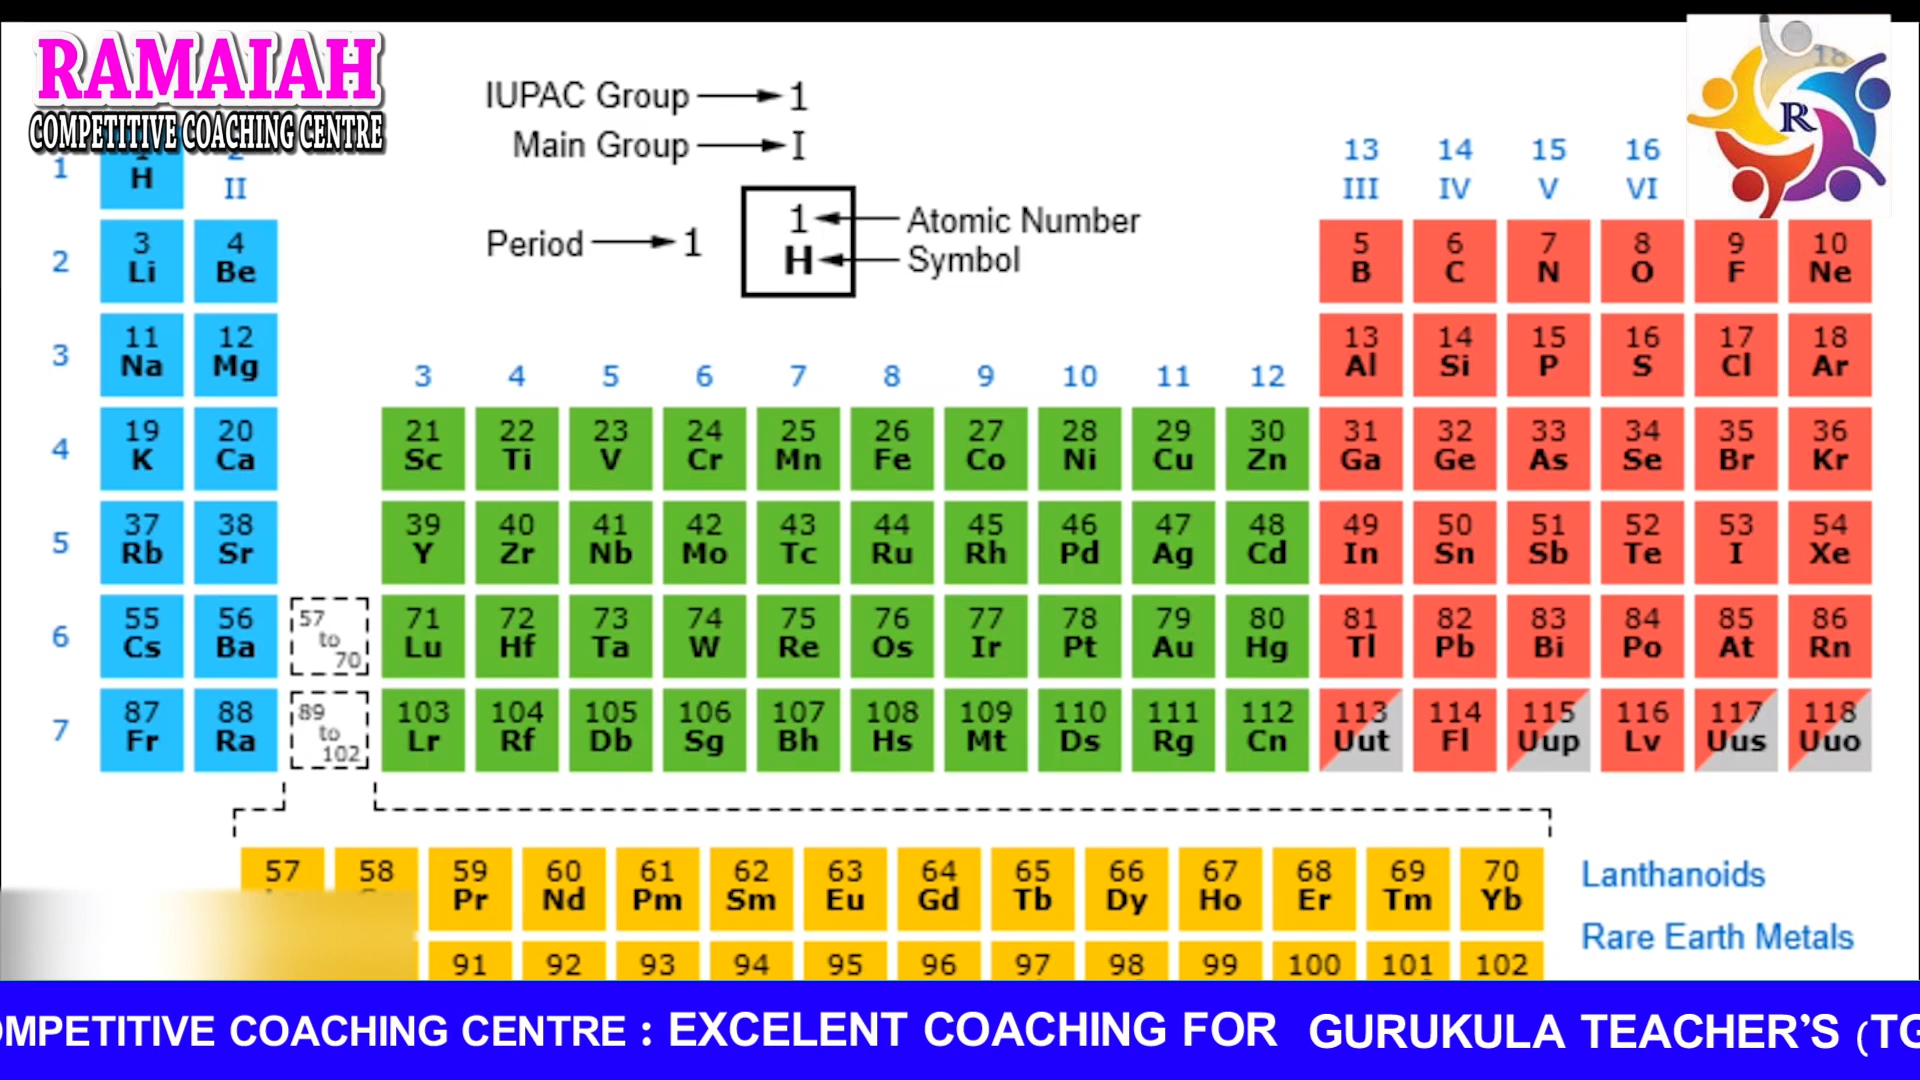 RAMAIAH
COMPETITIVE COACHING CENTRE
IUPAC Group 1
Main Group I
Period 1
1 Atomic Number
H Symbol
R
18
13 14 15 16
III IV V VI
II
1 H
2 3 Li 4 Be 5 B 6 C 7 N 8 O 9 F 10 Ne
3 11 Na 12 Mg 13 Al 14 Si 15 P 16 S 17 Cl 18 Ar
3 4 5 6 7 8 9 10 11 12
4 19 K 20 Ca 21 Sc 22 Ti 23 V 24 Cr 25 Mn 26 Fe 27 Co 28 Ni 29 Cu 30 Zn 31 Ga 32 Ge 33 As 34 Se 35 Br 36 Kr
5 37 Rb 38 Sr 39 Y 40 Zr 41 Nb 42 Mo 43 Tc 44 Ru 45 Rh 46 Pd 47 Ag 48 Cd 49 In 50 Sn 51 Sb 52 Te 53 I 54 Xe
6 55 Cs 56 Ba 57 to 70 71 Lu 72 Hf 73 Ta 74 W 75 Re 76 Os 77 Ir 78 Pt 79 Au 80 Hg 81 Tl 82 Pb 83 Bi 84 Po 85 At 86 Rn
7 87 Fr 88 Ra 89 to 102 103 Lr 104 Rf 105 Db 106 Sg 107 Bh 108 Hs 109 Mt 110 Ds 111 Rg 112 Cn 113 Uut 114 Fl 115 Uup 116 Lv 117 Uus 118 Uuo
57 58 59 Pr 60 Nd 61 Pm 62 Sm 63 Eu 64 Gd 65 Tb 66 Dy 67 Ho 68 Er 69 Tm 70 Yb Lanthanoids
Rare Earth Metals
91 92 93 94 95 96 97 98 99 100 101 102
OMPETITIVE COACHING CENTRE : EXCELENT COACHING FOR GURUKULA TEACHER'S (TG